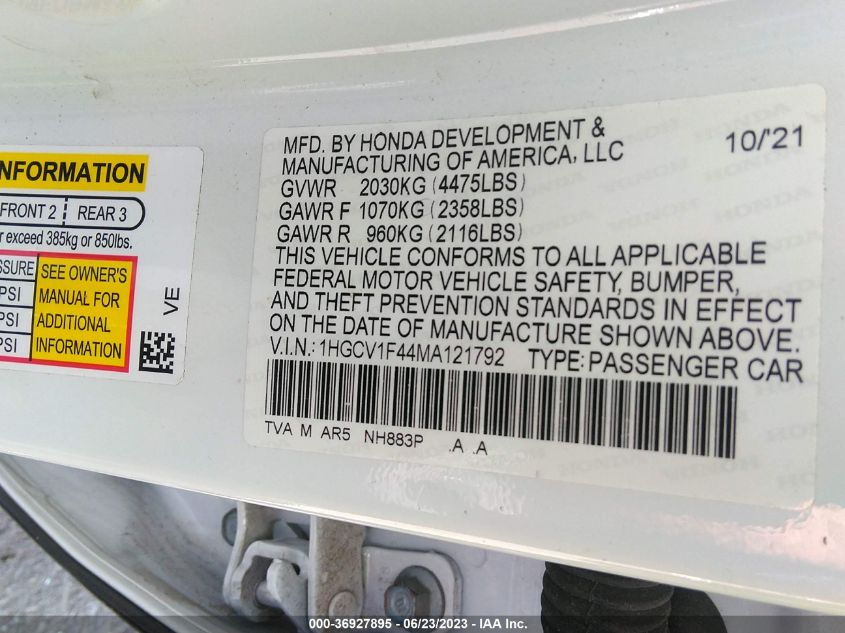 NFORMATION
FRONT 2 REAR 3
r exceed 385kg or 850lbs.
SSURE
PSI
PSI
PSI
SEE OWNER'S
MANUAL FOR
ADDITIONAL
INFORMATION
VE
MFD. BY HONDA DEVELOPMENT & 10/'21
MANUFACTURING OF AMERICA, LLC
GVWR 2030KG (4475LBS)
GAWR F 1070KG (2358LBS)
GAWR R 960KG (2116LBS)
THIS VEHICLE CONFORMS TO ALL APPLICABLE
FEDERAL MOTOR VEHICLE SAFETY, BUMPER,
AND THEFT PREVENTION STANDARDS IN EFFECT
ON THE DATE OF MANUFACTURE SHOWN ABOVE.
V.I.N.: 1HGCV1F44MA121792 TYPE: PASSENGER CAR
TVA M AR5 NH883P .A .A
000-36927895 - 06/23/2023 - IAA Inc.